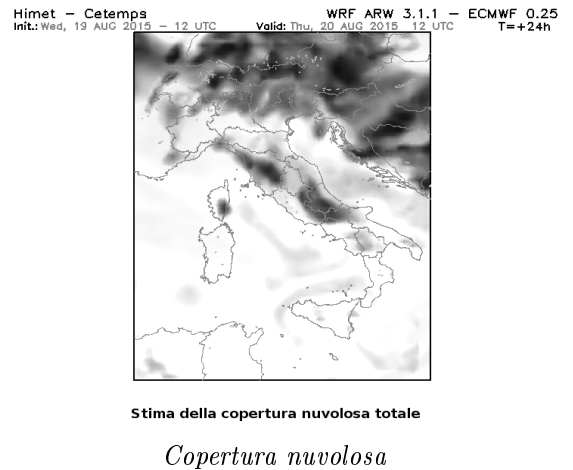 Himet – Cetemps WRF ARW 3.1.1 – ECMWF 0.25
Init.: Wed, 19 AUG 2015 – 12 UTC Valid: Thu, 20 AUG 2015 12 UTC T=+24h
Stima della copertura nuvolosa totale
Copertura nuvolosa